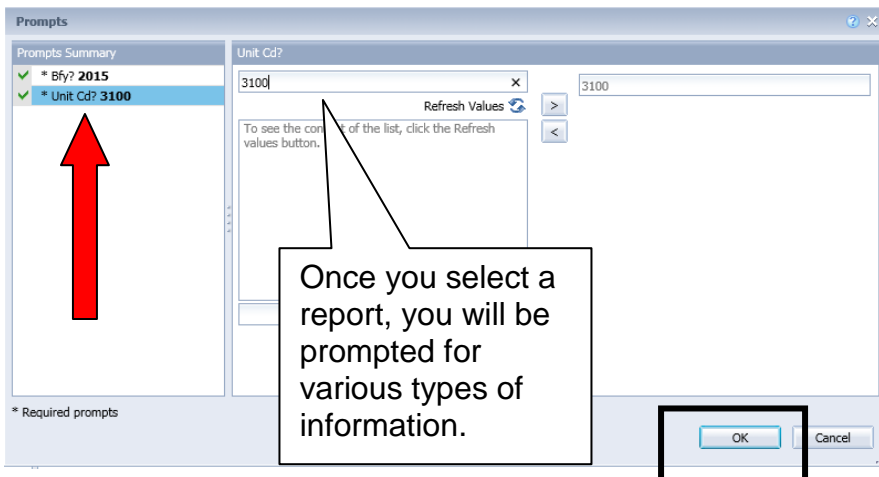 Prompts
Prompts Summary
* Bfy? 2015
* Unit Cd? 3100
Unit Cd?
3100
Refresh Values
To see the con of the list, click the Refresh
values button.
3100
>
<
Once you select a
report, you will be
prompted for
various types of
information.
* Required prompts
OK
Cancel